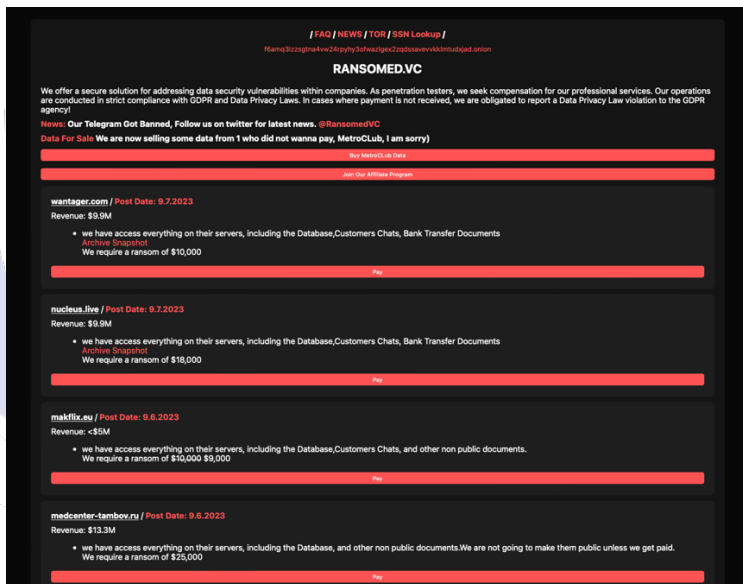 / FAQ / NEWS / TOR / SSN Lookup /
f6amq3izzsgtna4vw24rpyhy3ofwazlgex2zqdssavevvkklmtudxjad.onion
RANSOMED.VC
We offer a secure solution for addressing data security vulnerabilities within companies. As penetration testers, we seek compensation for our professional services. Our operations
are conducted in strict compliance with GDPR and Data Privacy Laws. In cases where payment is not received, we are obligated to report a Data Privacy Law violation to the GDPR
agency!
News: Our Telegram Got Banned, Follow us on twitter for latest news. @RansomedVC
Data For Sale We are now selling some data from 1 who did not wanna pay, MetroCLub, I am sorry)
Buy MetroCLub Data
Join Our Affiliate Program
wantager.com / Post Date: 9.7.2023
Revenue: $9.9M
• we have access everything on their servers, including the Database,Customers Chats, Bank Transfer Documents
Archive Snapshot
We require a ransom of $10,000
Pay
nucleus.live / Post Date: 9.7.2023
Revenue: $9.9M
• we have access everything on their servers, including the Database,Customers Chats, Bank Transfer Documents
Archive Snapshot
We require a ransom of $18,000
Pay
makflix.eu / Post Date: 9.6.2023
Revenue: <$5M
• we have access everything on their servers, including the Database,Customers Chats, and other non public documents.
We require a ransom of $10,000 $9,000
Pay
medcenter-tambov.ru / Post Date: 9.6.2023
Revenue: $13.3M
• we have access everything on their servers, including the Database, and other non public documents.We are not going to make them public unless we get paid.
We require a ransom of $25,000
Pay